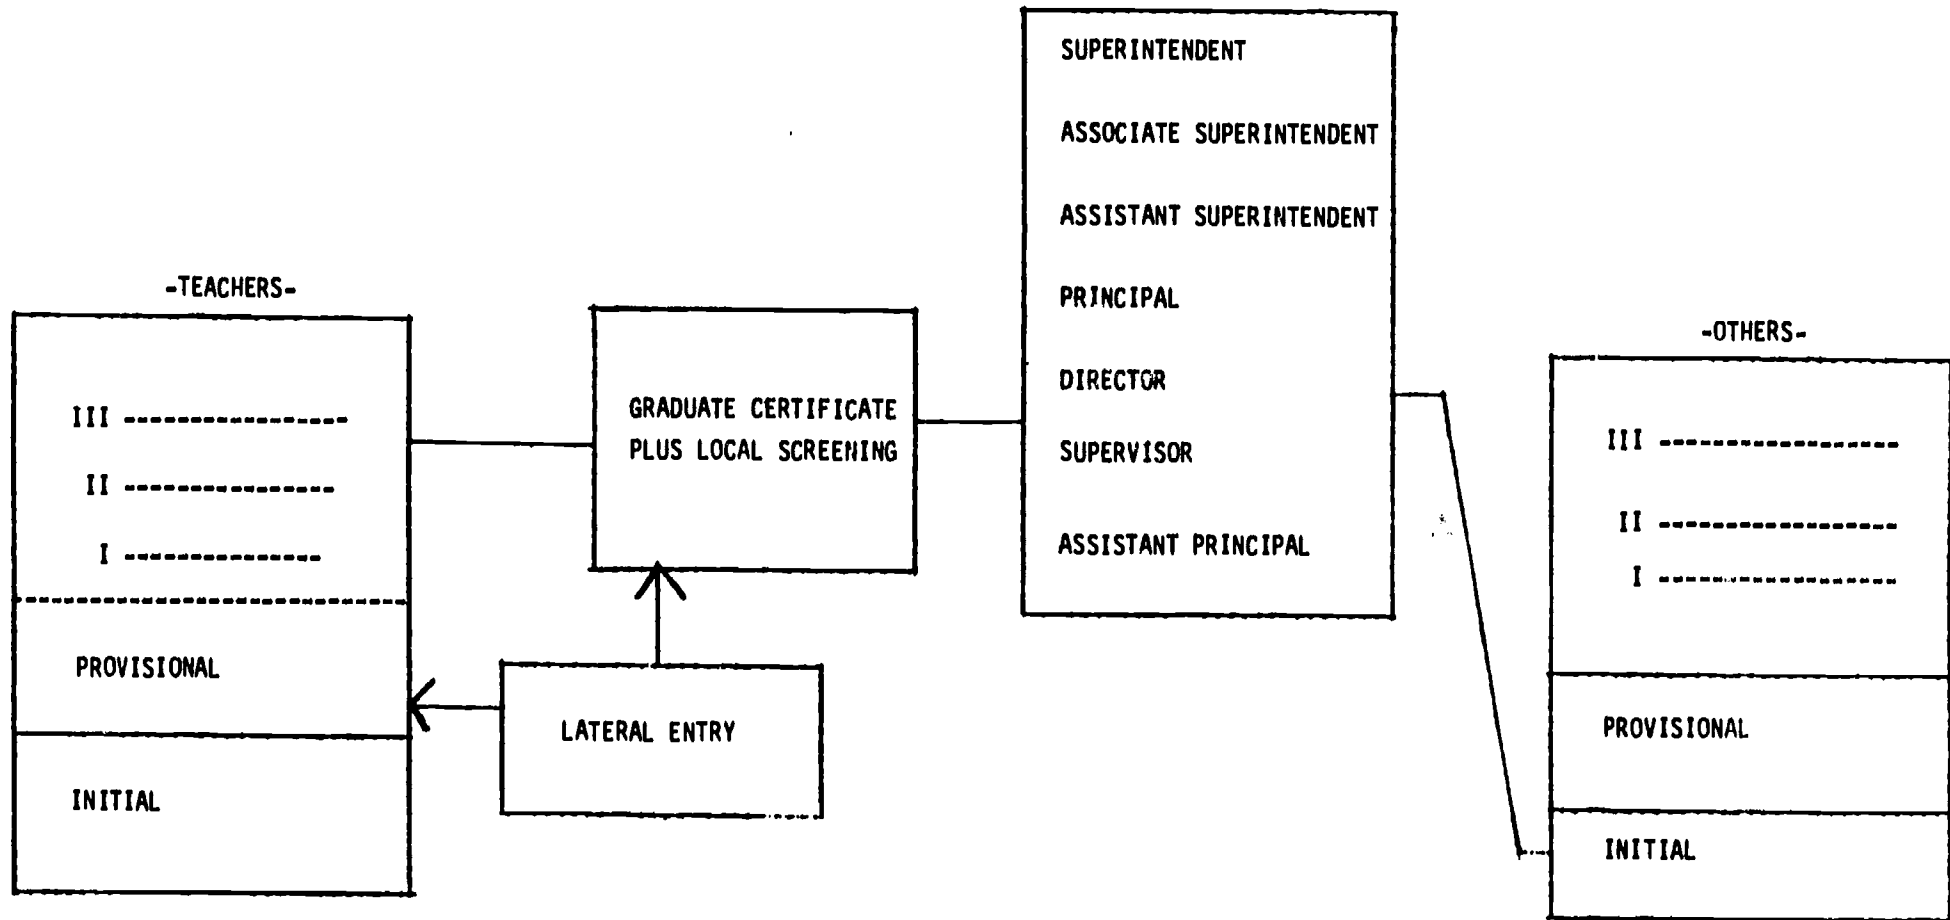 -TEACHERS-
III
II
I
PROVISIONAL
INITIAL
GRADUATE CERTIFICATE
PLUS LOCAL SCREENING
LATERAL ENTRY
SUPERINTENDENT
ASSOCIATE SUPERINTENDENT
ASSISTANT SUPERINTENDENT
PRINCIPAL
DIRECTOR
SUPERVISOR
ASSISTANT PRINCIPAL
-OTHERS-
III
II
I
PROVISIONAL
INITIAL